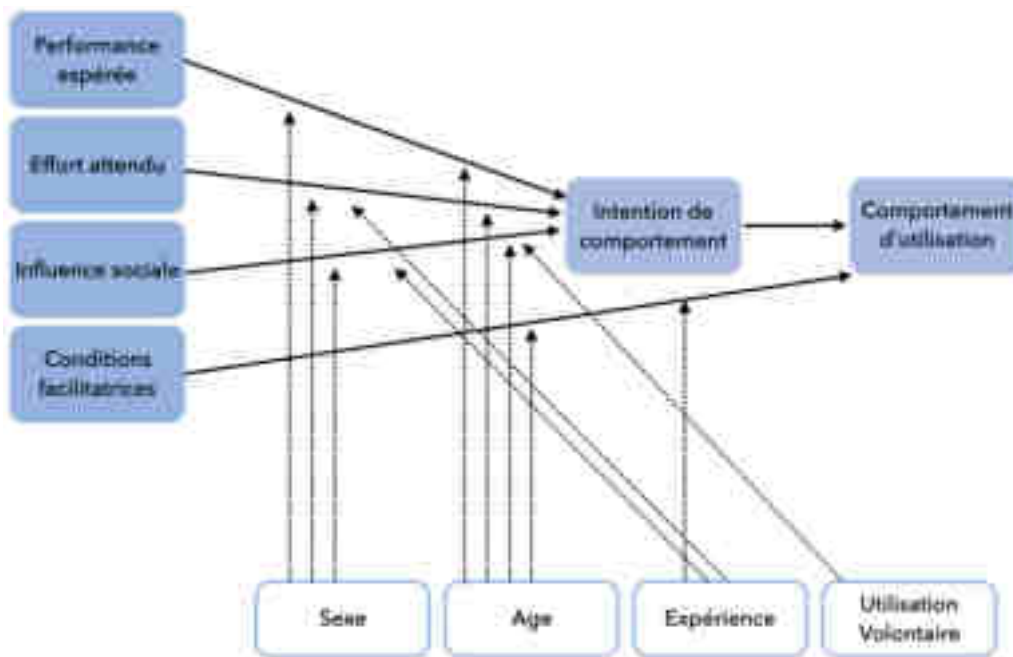 Performance
espérée
Effort attendu
Influence sociale
Conditions
facilitatrices
Intention de
comportement
Comportement
d'utilisation
Sexe
Age
Expérience
Utilisation
Volontaire